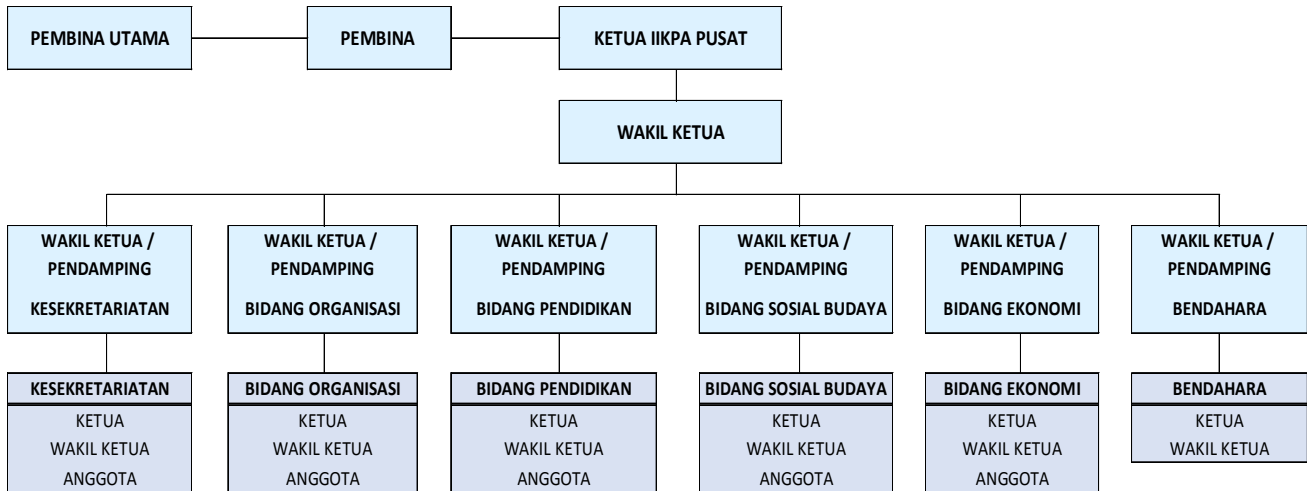 PEMBINA UTAMA
PEMBINA
KETUA IIKPA PUSAT
WAKIL KETUA
WAKIL KETUA /
PENDAMPING
KESEKRETARIATAN
WAKIL KETUA /
PENDAMPING
BIDANG ORGANISASI
WAKIL KETUA /
PENDAMPING
BIDANG PENDIDIKAN
WAKIL KETUA /
PENDAMPING
BIDANG SOSIAL BUDAYA
WAKIL KETUA /
PENDAMPING
BIDANG EKONOMI
WAKIL KETUA /
PENDAMPING
BENDAHARA
KESEKRETARIATAN
KETUA
WAKIL KETUA
ANGGOTA
BIDANG ORGANISASI
KETUA
WAKIL KETUA
ANGGOTA
BIDANG PENDIDIKAN
KETUA
WAKIL KETUA
ANGGOTA
BIDANG SOSIAL BUDAYA
KETUA
WAKIL KETUA
ANGGOTA
BIDANG EKONOMI
KETUA
WAKIL KETUA
ANGGOTA
BENDAHARA
KETUA
WAKIL KETUA